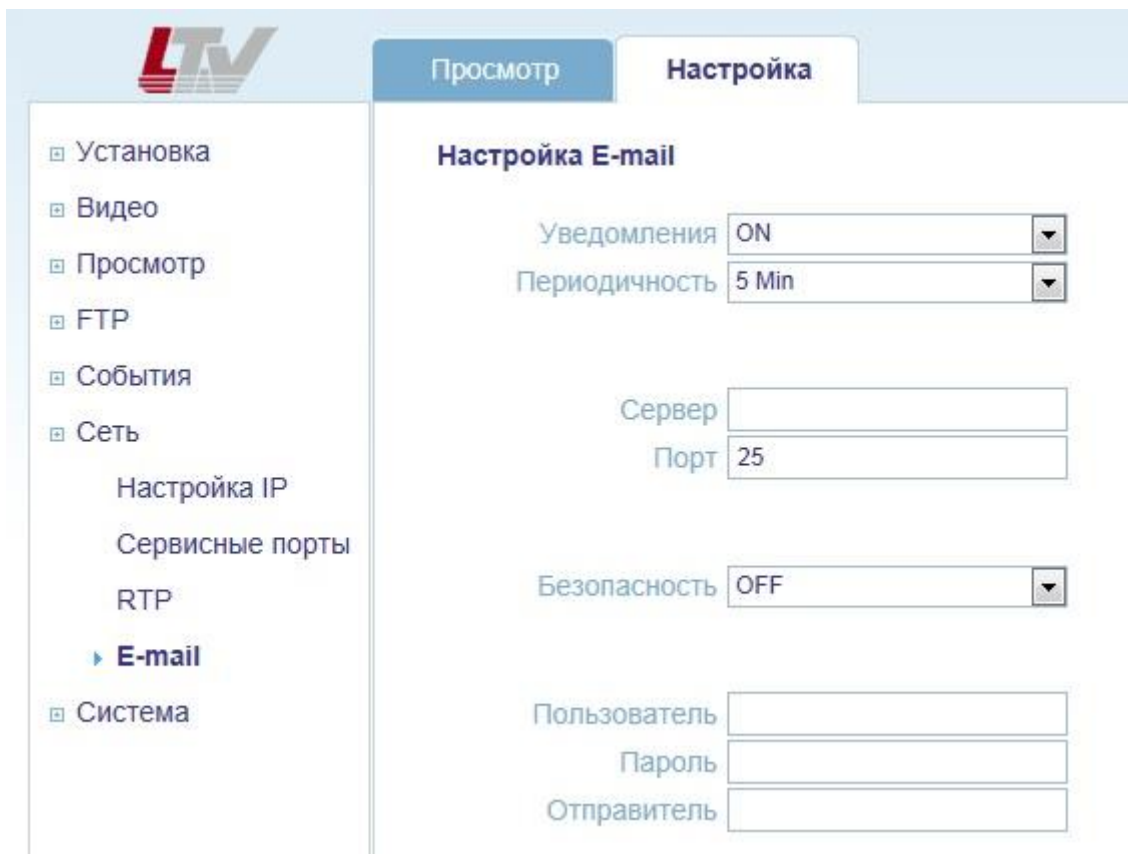 LTV
Просмотр
Настройка
Установка
Видео
Просмотр
FTP
События
Сеть
Настройка IP
Сервисные порты
RTP
E-mail
Система
Настройка E-mail
Уведомления ON
Периодичность 5 Min
Сервер
Порт 25
Безопасность OFF
Пользователь
Пароль
Отправитель